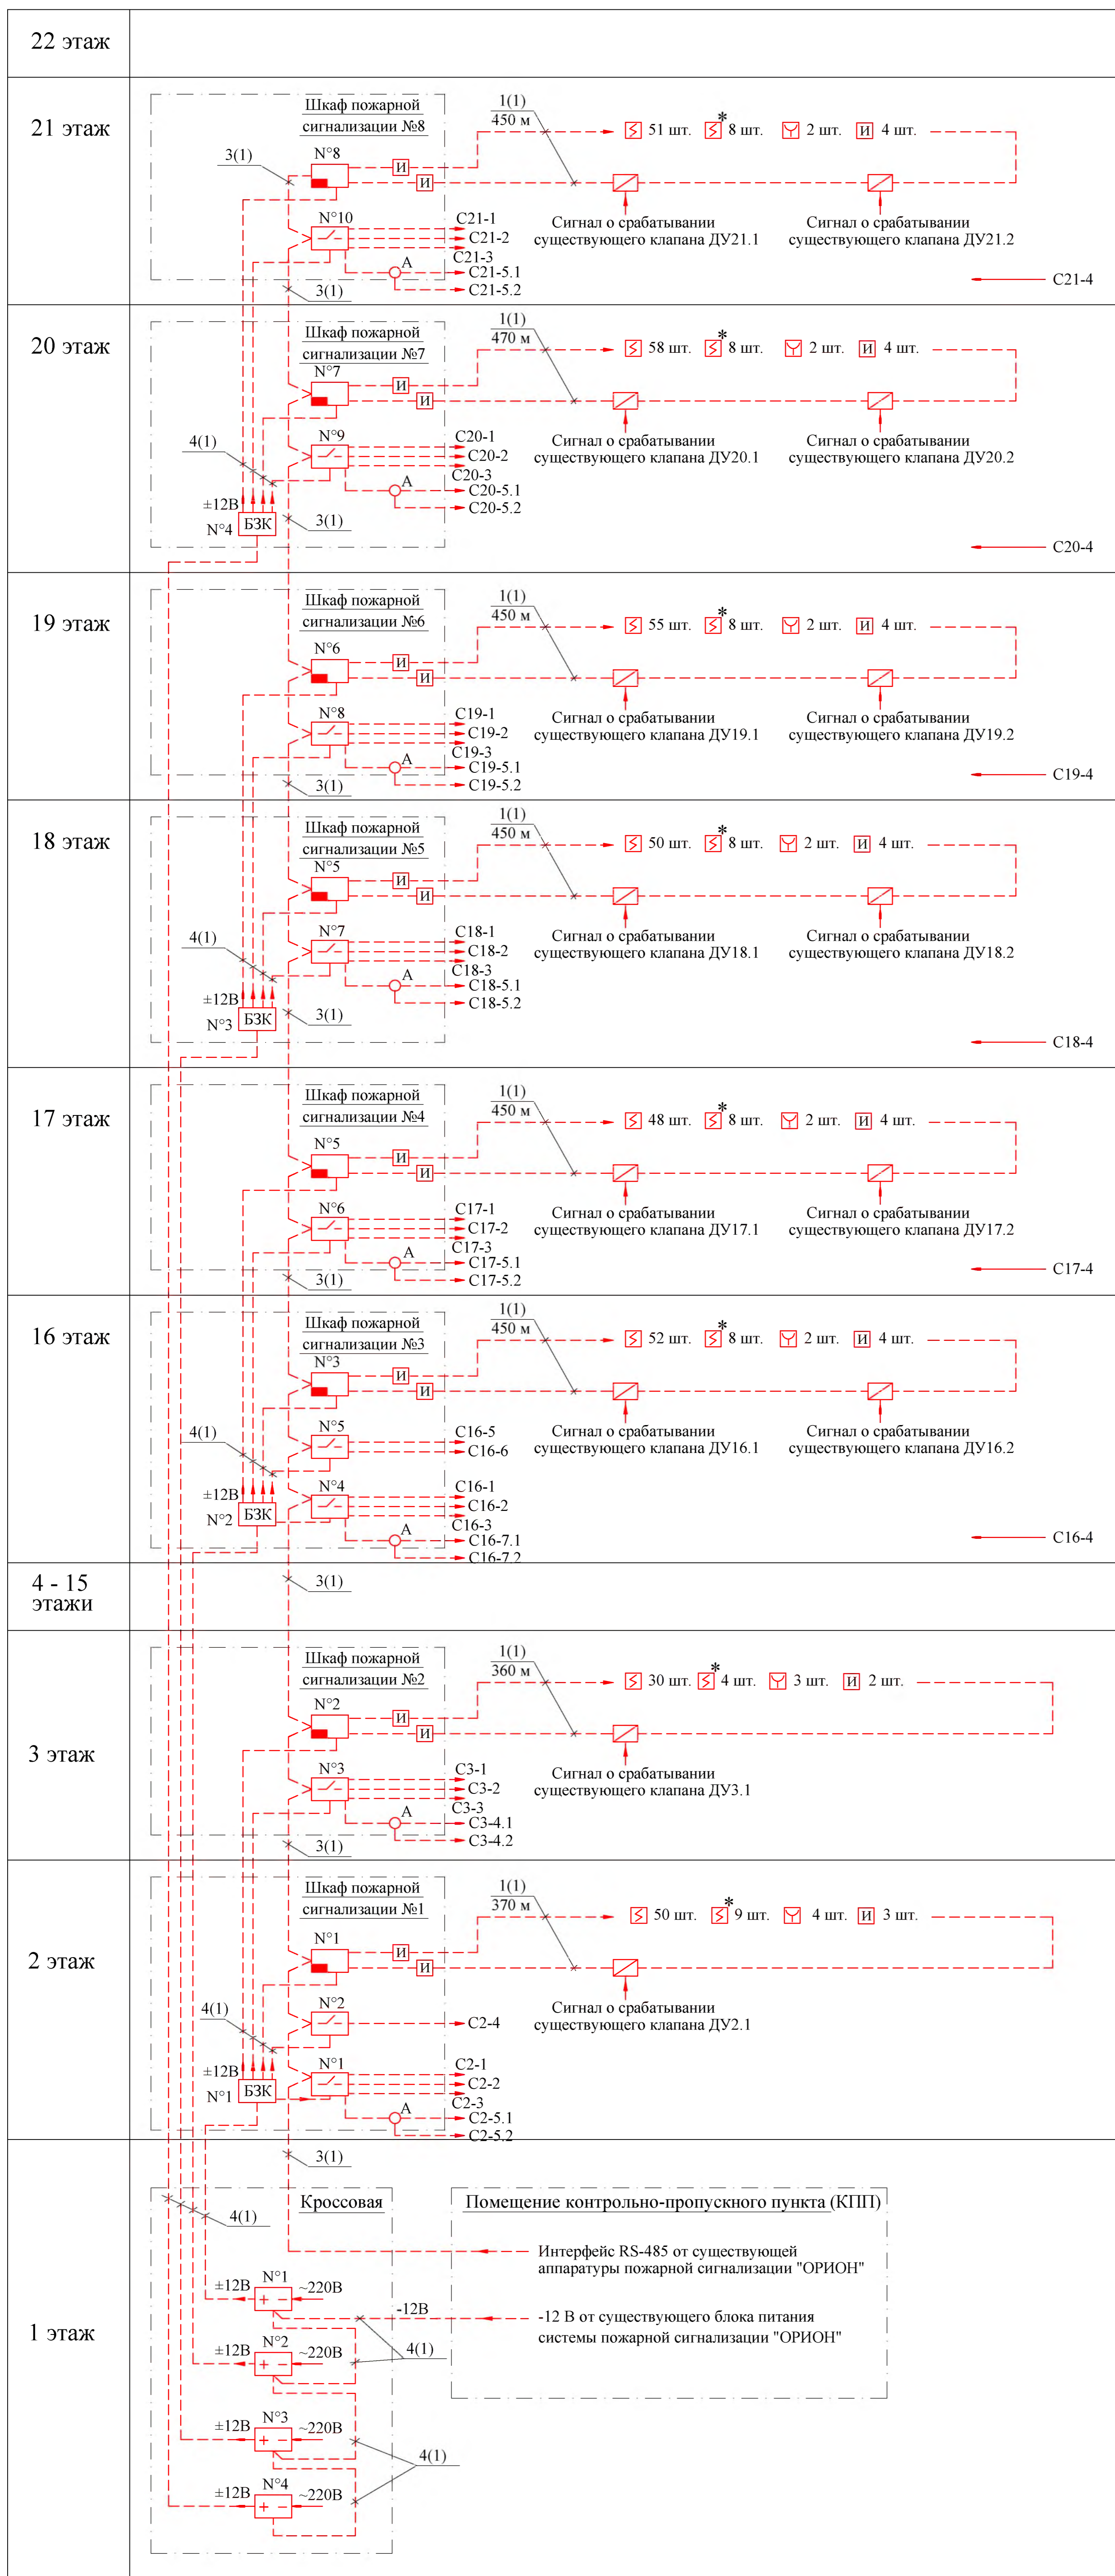 22 этаж
21 этаж
Шкаф пожарной
сигнализации №8
1(1)
450 м
51 шт.
*
8 шт.
2 шт.
И
4 шт.
3(1)
N°8
И
И
Сигнал о срабатывании
существующего клапана ДУ21.1
Сигнал о срабатывании
существующего клапана ДУ21.2
N°10
C21-1
C21-2
C21-3
A
C21-5.1
C21-5.2
C21-4
3(1)
20 этаж
Шкаф пожарной
сигнализации №7
1(1)
470 м
58 шт.
*
8 шт.
2 шт.
И
4 шт.
N°7
И
И
Сигнал о срабатывании
существующего клапана ДУ20.1
Сигнал о срабатывании
существующего клапана ДУ20.2
4(1)
N°9
C20-1
C20-2
C20-3
A
C20-5.1
C20-5.2
±12В
N°4
БЗК
3(1)
C20-4
19 этаж
Шкаф пожарной
сигнализации №6
1(1)
450 м
55 шт.
*
8 шт.
2 шт.
И
4 шт.
N°6
И
И
Сигнал о срабатывании
существующего клапана ДУ19.1
Сигнал о срабатывании
существующего клапана ДУ19.2
N°8
C19-1
C19-2
C19-3
A
C19-5.1
C19-5.2
C19-4
3(1)
18 этаж
Шкаф пожарной
сигнализации №5
1(1)
450 м
50 шт.
*
8 шт.
2 шт.
И
4 шт.
N°5
И
И
Сигнал о срабатывании
существующего клапана ДУ18.1
Сигнал о срабатывании
существующего клапана ДУ18.2
4(1)
N°7
C18-1
C18-2
C18-3
A
C18-5.1
C18-5.2
±12В
N°3
БЗК
3(1)
C18-4
17 этаж
Шкаф пожарной
сигнализации №4
1(1)
450 м
48 шт.
*
8 шт.
2 шт.
И
4 шт.
N°5
И
И
Сигнал о срабатывании
существующего клапана ДУ17.1
Сигнал о срабатывании
существующего клапана ДУ17.2
N°6
C17-1
C17-2
C17-3
A
C17-5.1
C17-5.2
C17-4
3(1)
16 этаж
Шкаф пожарной
сигнализации №3
1(1)
450 м
52 шт.
*
8 шт.
2 шт.
И
4 шт.
N°3
И
И
Сигнал о срабатывании
существующего клапана ДУ16.1
Сигнал о срабатывании
существующего клапана ДУ16.2
4(1)
N°5
C16-5
C16-6
±12В
N°2
БЗК
N°4
C16-1
C16-2
C16-3
A
C16-7.1
C16-7.2
C16-4
4 - 15
этажи
3(1)
3 этаж
Шкаф пожарной
сигнализации №2
1(1)
360 м
30 шт.
*
4 шт.
3 шт.
И
2 шт.
N°2
И
И
Сигнал о срабатывании
существующего клапана ДУ3.1
N°3
C3-1
C3-2
C3-3
A
C3-4.1
C3-4.2
3(1)
2 этаж
Шкаф пожарной
сигнализации №1
1(1)
370 м
50 шт.
*
9 шт.
4 шт.
И
3 шт.
N°1
И
И
Сигнал о срабатывании
существующего клапана ДУ2.1
4(1)
N°2
C2-4
±12В
N°1
БЗК
N°1
C2-1
C2-2
C2-3
A
C2-5.1
C2-5.2
3(1)
1 этаж
Кроссовая
4(1)
Помещение контрольно-пропускного пункта (КПП)
Интерфейс RS-485 от существующей
аппаратуры пожарной сигнализации "ОРИОН"
±12В
N°1
+ -
~220В
-12В
-12 В от существующего блока питания
системы пожарной сигнализации "ОРИОН"
4(1)
±12В
N°2
+ -
~220В
±12В
N°3
+ -
~220В
4(1)
±12В
N°4
+ -
~220В